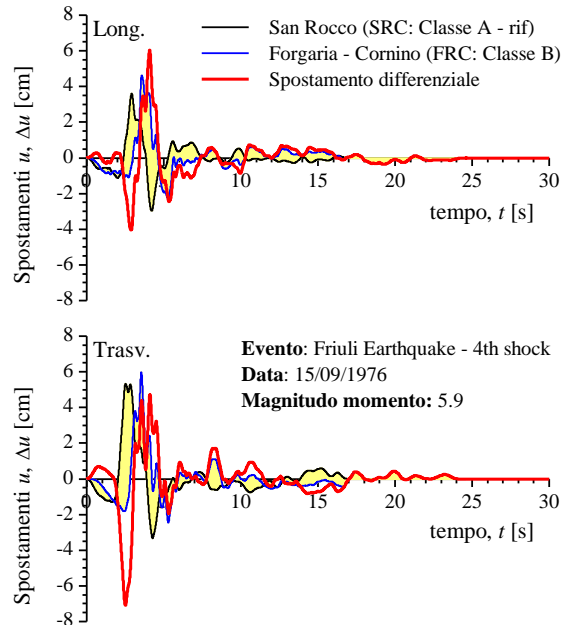 Long.
San Rocco (SRC: Classe A - rif)
Forgaria - Cornino (FRC: Classe B)
Spostamento differenziale
Spostamenti u, Δu [cm]
8
6
4
2
0
-2
-4
-6
-8
0 10 15 20 25 30
tempo, t [s]
Trasv.
Evento: Friuli Earthquake - 4th shock
Data: 15/09/1976
Magnitudo momento: 5.9
Spostamenti u, Δu [cm]
8
6
4
2
0
-2
-4
-6
-8
0 5 10 15 20 25 30
tempo, t [s]